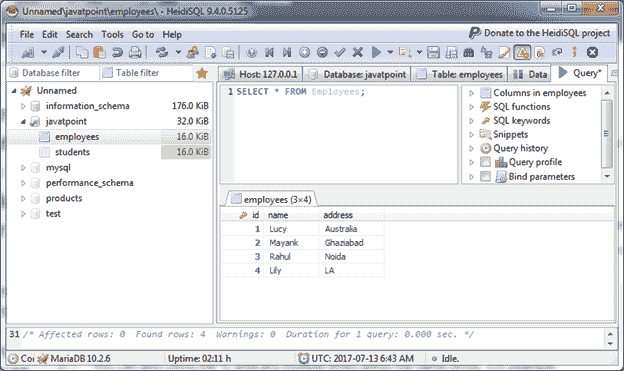 Unnamed\javatpoint\employees\ - HeidiSQL 9.4.0.5125
File Edit Search Tools Go to Help
Donate to the HeidiSQL project
Database filter Table filter
Host: 127.0.0.1 Database: javatpoint Table: employees Data Query*
Unnamed
information_schema 176.0 KiB
javatpoint 32.0 KiB
employees 16.0 KiB
students 16.0 KiB
mysql
performance_schema
products
test
1 SELECT * FROM Employees;
Columns in employees
SQL functions
SQL keywords
Snippets
Query history
Query profile
Bind parameters
employees (3×4)
id name address
1 Lucy Australia
2 Mayank Ghaziabad
3 Rahul Noida
4 Lily LA
31 /* Affected rows: 0 Found rows: 4 Warnings: 0 Duration for 1 query: 0.000 sec. */
MariaDB 10.2.6 Uptime: 02:11 h UTC: 2017-07-13 6:43 AM Idle.